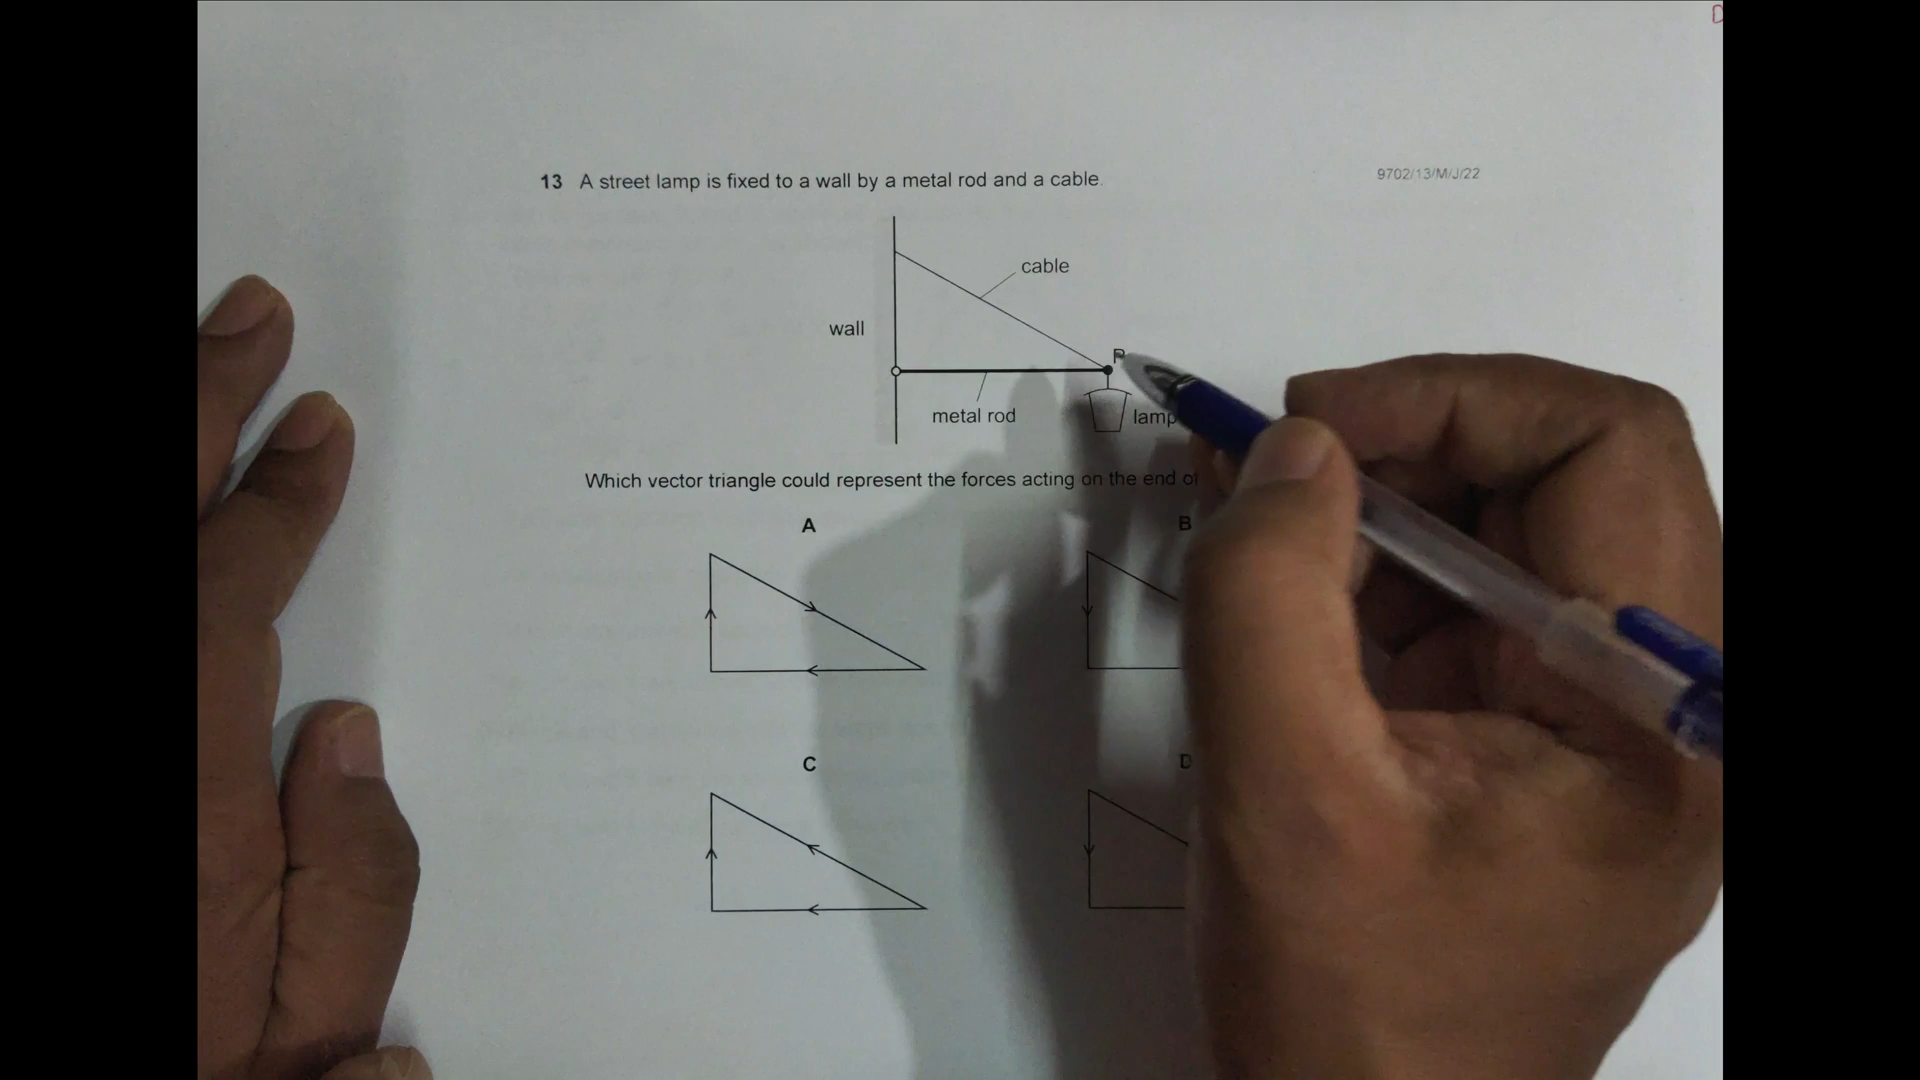 D
13 A street lamp is fixed to a wall by a metal rod and a cable.
9702/13/M/J/22
cable
wall
P
metal rod
lamp
Which vector triangle could represent the forces acting on the end of
A
B
C
D